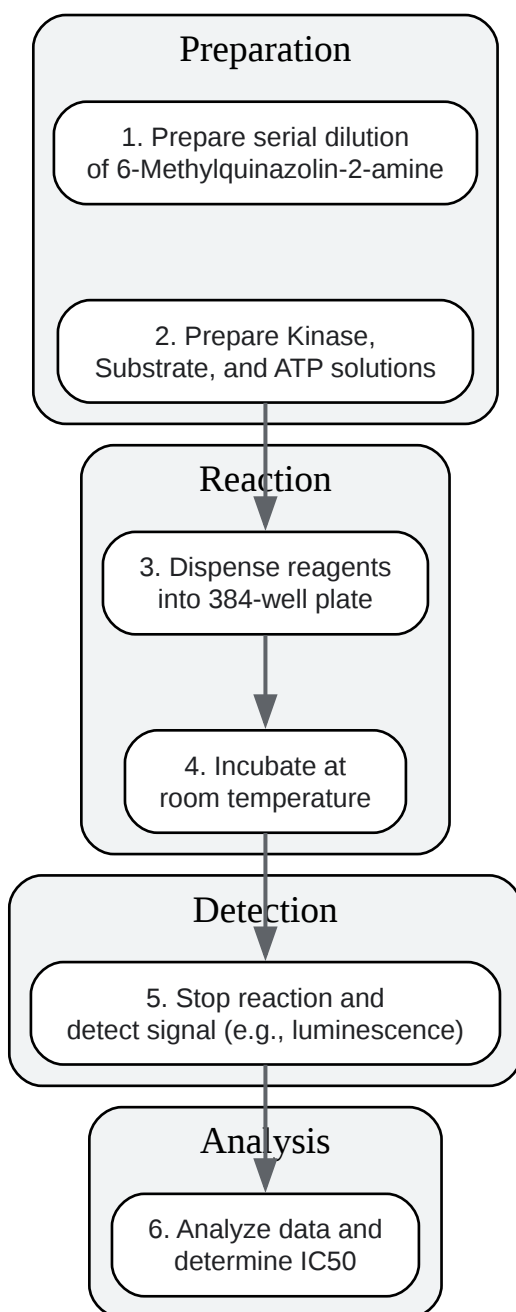 Preparation
1. Prepare serial dilution
of 6-Methylquinazolin-2-amine
2. Prepare Kinase,
Substrate, and ATP solutions
Reaction
3. Dispense reagents
into 384-well plate
4. Incubate at
room temperature
Detection
5. Stop reaction and
detect signal (e.g., luminescence)
Analysis
6. Analyze data and
determine IC50